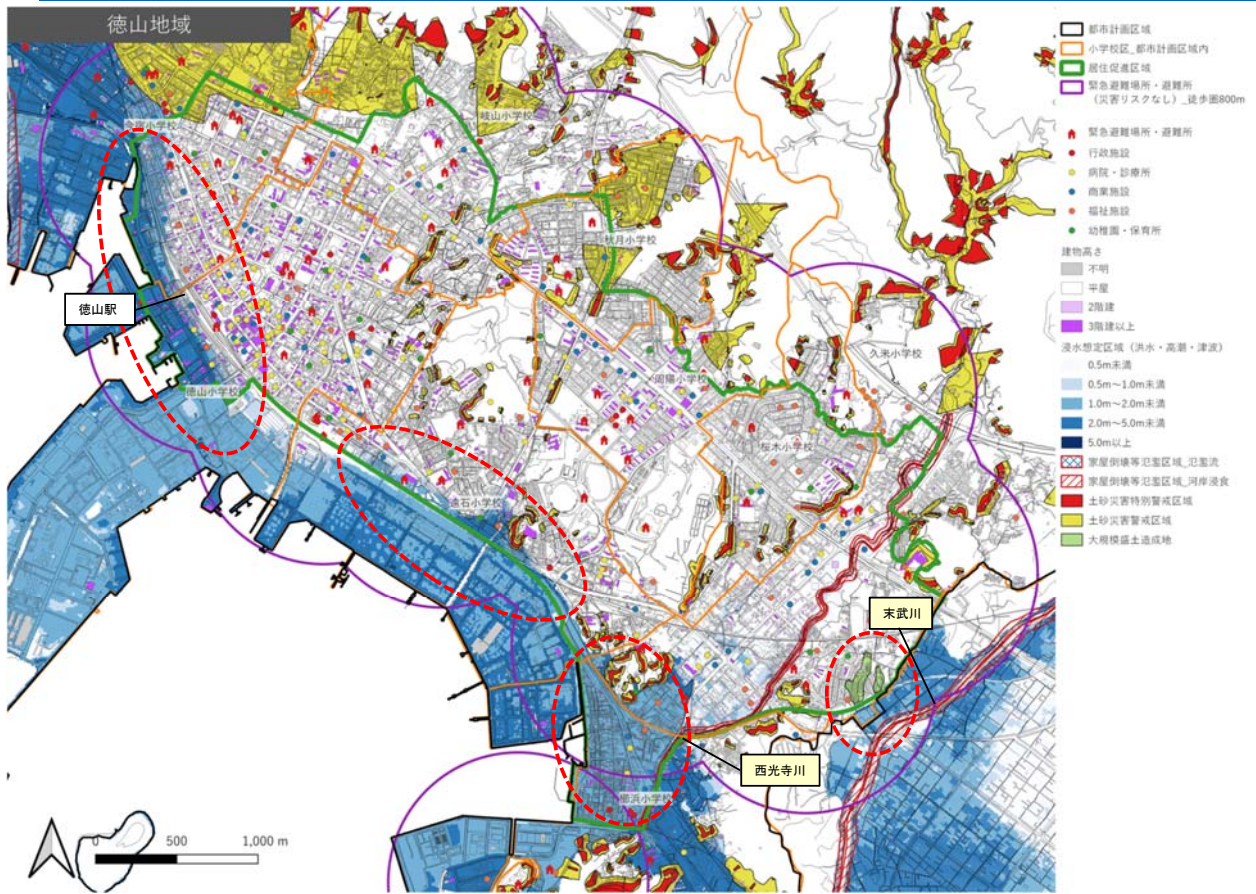 徳山地域
都市計画区域
小学校区_都市計画区域内
居住促進区域
緊急避難場所・避難所
（災害リスクなし）_徒歩圏800m
緊急避難場所・避難所
行政施設
病院・診療所
商業施設
福祉施設
幼稚園・保育所
建物高さ
不明
平屋
2階建
3階建以上
浸水想定区域（洪水・高潮・津波）
0.5m未満
0.5m～1.0m未満
1.0m～2.0m未満
2.0m～5.0m未満
5.0m以上
家屋倒壊等氾濫区域_氾濫流
家屋倒壊等氾濫区域_河岸浸食
土砂災害特別警戒区域
土砂災害警戒区域
大規模盛土造成地
岐山小学校
今宿小学校
秋月小学校
徳山駅
久米小学校
周陽小学校
徳山小学校
桜木小学校
遠石小学校
末武川
西光寺川
櫛浜小学校
0 500 1,000 m